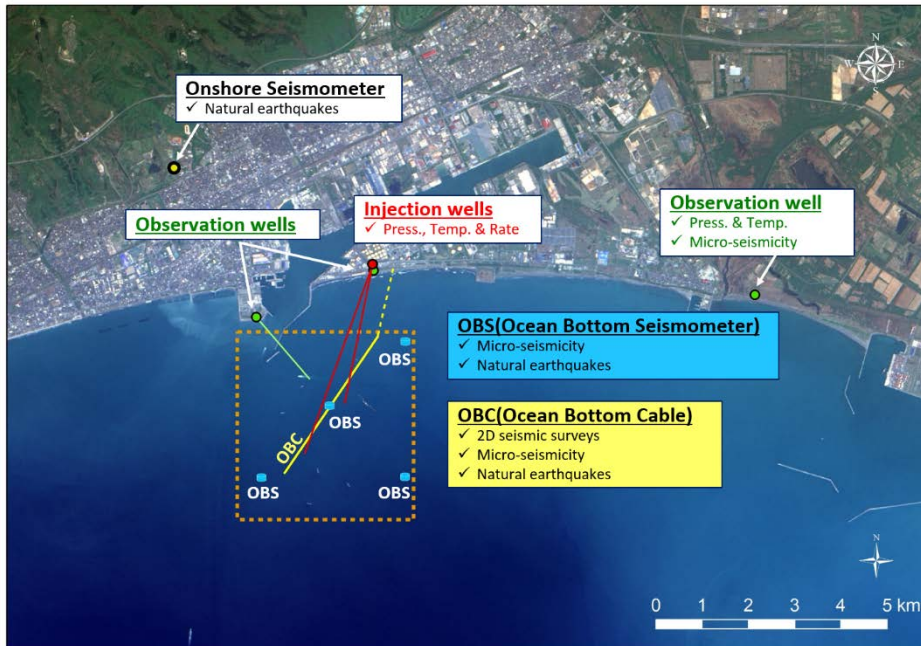 N
W E
S
Onshore Seismometer
✓ Natural earthquakes
Observation wells
Injection wells
✓ Press., Temp. & Rate
Observation well
✓ Press. & Temp.
✓ Micro-seismicity
OBS(Ocean Bottom Seismometer)
✓ Micro-seismicity
✓ Natural earthquakes
OBS
OBS
OBC(Ocean Bottom Cable)
✓ 2D seismic surveys
✓ Micro-seismicity
✓ Natural earthquakes
OBC
OBS
OBS
N
0 1 2 3 4 5 km